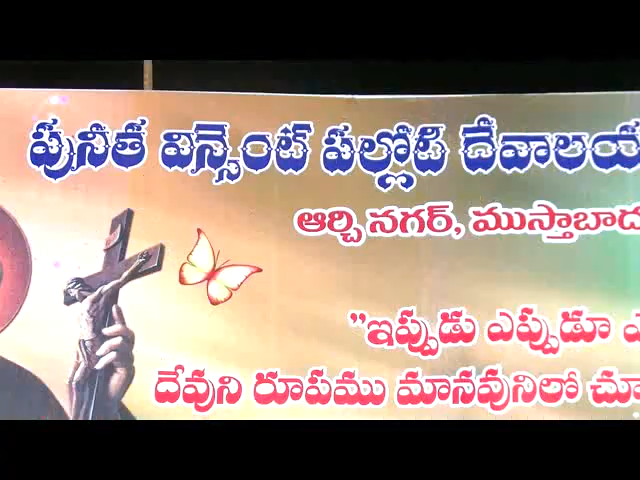 పునీత విన్సెంట్ పల్లోటి దేవాలయ
ఆర్చి నగర్, ముస్తాబాద
"ఇప్పుడు ఎప్పుడూ
దేవుని రూపము మానవునిలో చూ